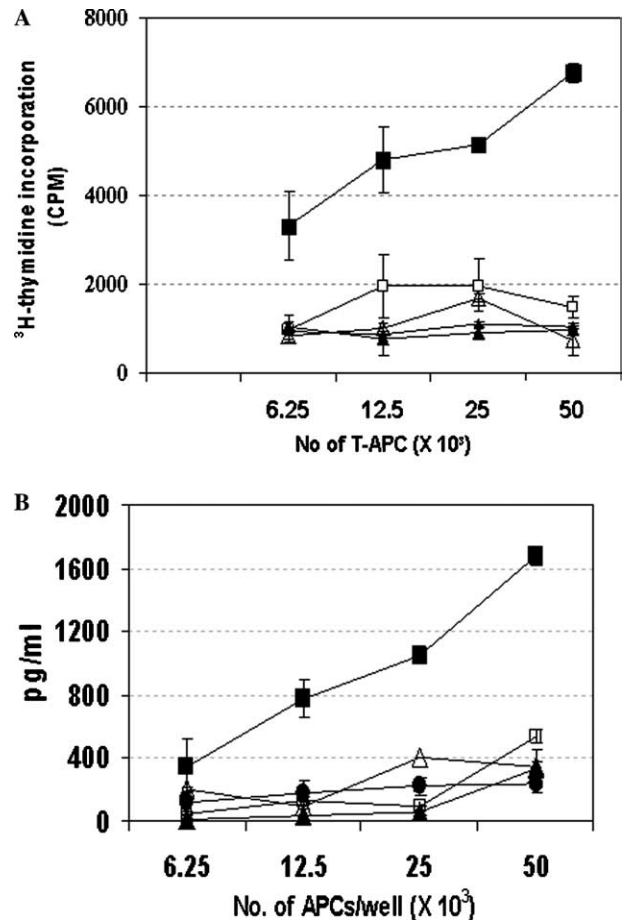 A
8000
6000
4000
2000
0
³H-thymidine incorporation
(CPM)
6.25 12.5 25 50
No of T-APC (X 10³)
B
2000
1600
1200
800
400
0
pg/ml
6.25 12.5 25 50
No. of APCs/well (X 10³)